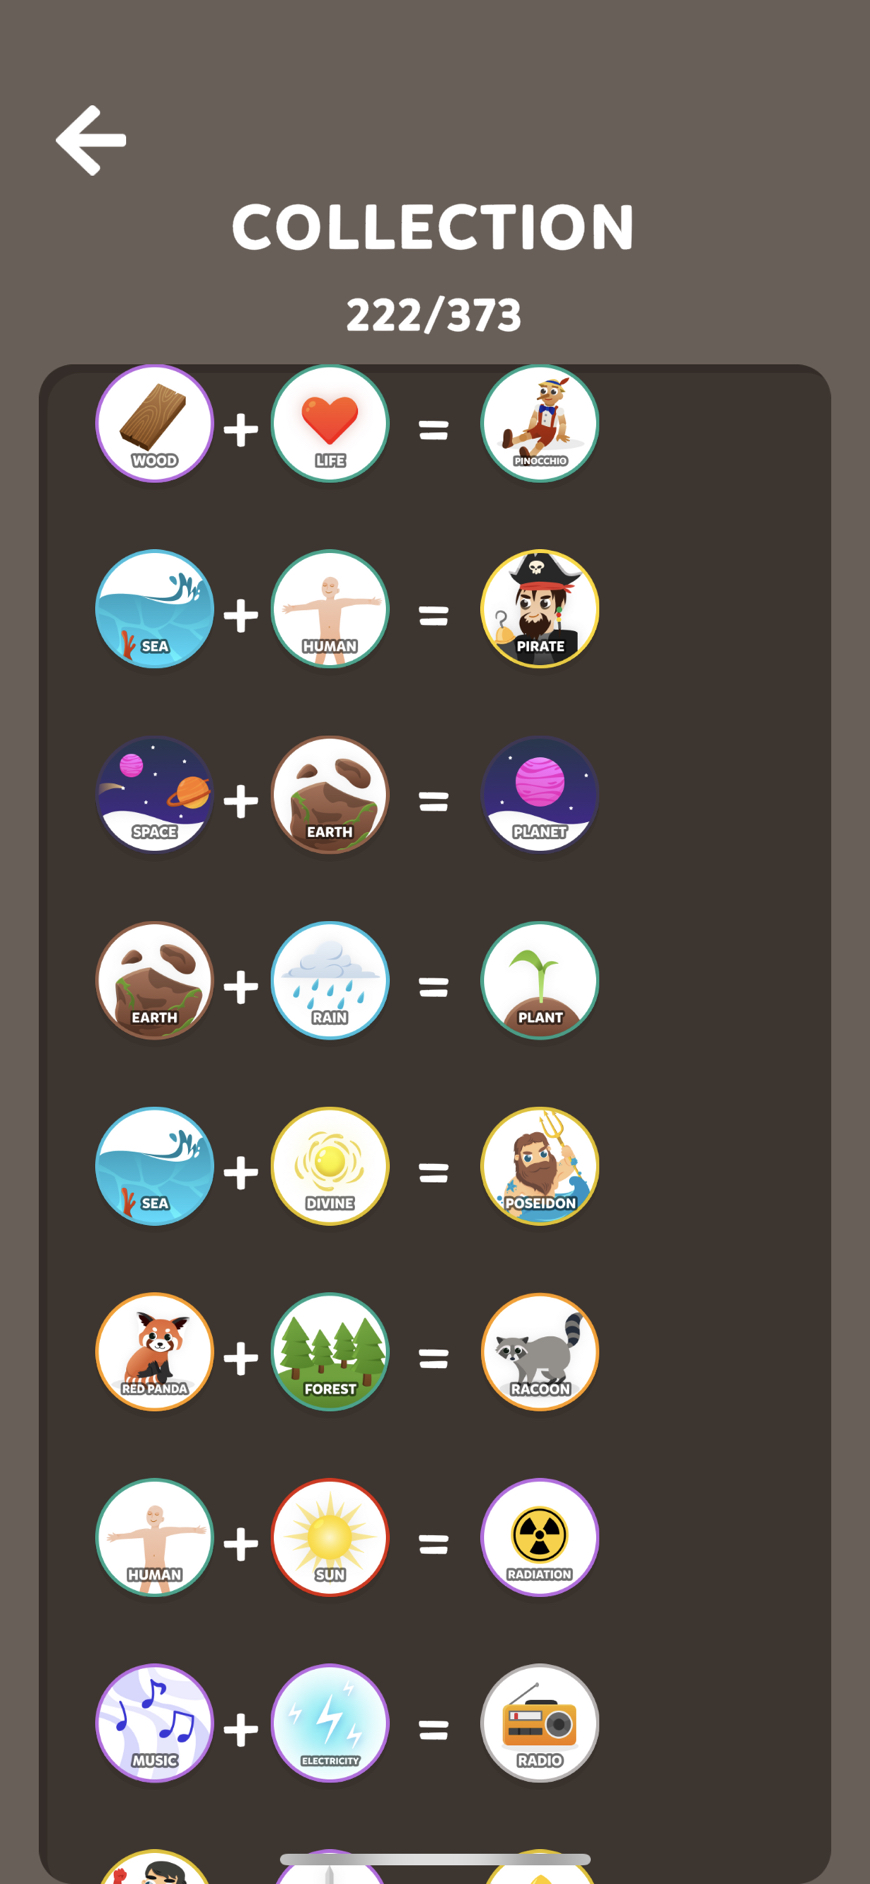 COLLECTION
222/373
WOOD + LIFE = PINOCCHIO
SEA + HUMAN = PIRATE
SPACE + EARTH = PLANET
EARTH + RAIN = PLANT
SEA + DIVINE = POSEIDON
RED PANDA + FOREST = RACOON
HUMAN + SUN = RADIATION
MUSIC + ELECTRICITY = RADIO